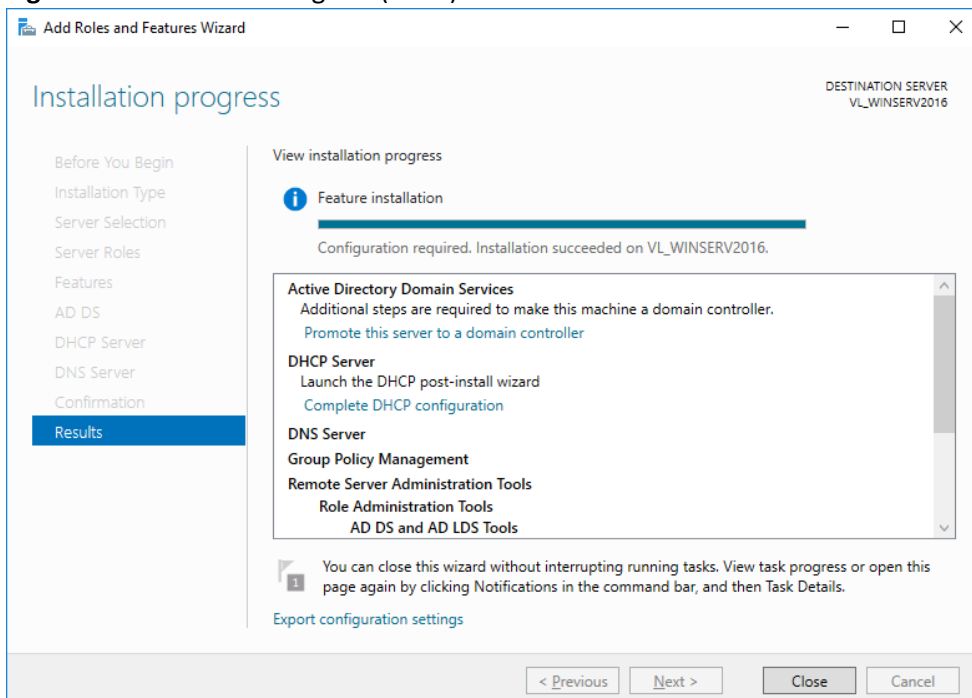 Add Roles and Features Wizard
Installation progress
DESTINATION SERVER
VL_WINSERV2016
Before You Begin
Installation Type
Server Selection
Server Roles
Features
AD DS
DHCP Server
DNS Server
Confirmation
Results
View installation progress
Feature installation
Configuration required. Installation succeeded on VL_WINSERV2016.
Active Directory Domain Services
Additional steps are required to make this machine a domain controller.
Promote this server to a domain controller
DHCP Server
Launch the DHCP post-install wizard
Complete DHCP configuration
DNS Server
Group Policy Management
Remote Server Administration Tools
Role Administration Tools
AD DS and AD LDS Tools
1
You can close this wizard without interrupting running tasks. View task progress or open this
page again by clicking Notifications in the command bar, and then Task Details.
Export configuration settings
< Previous
Next >
Close
Cancel